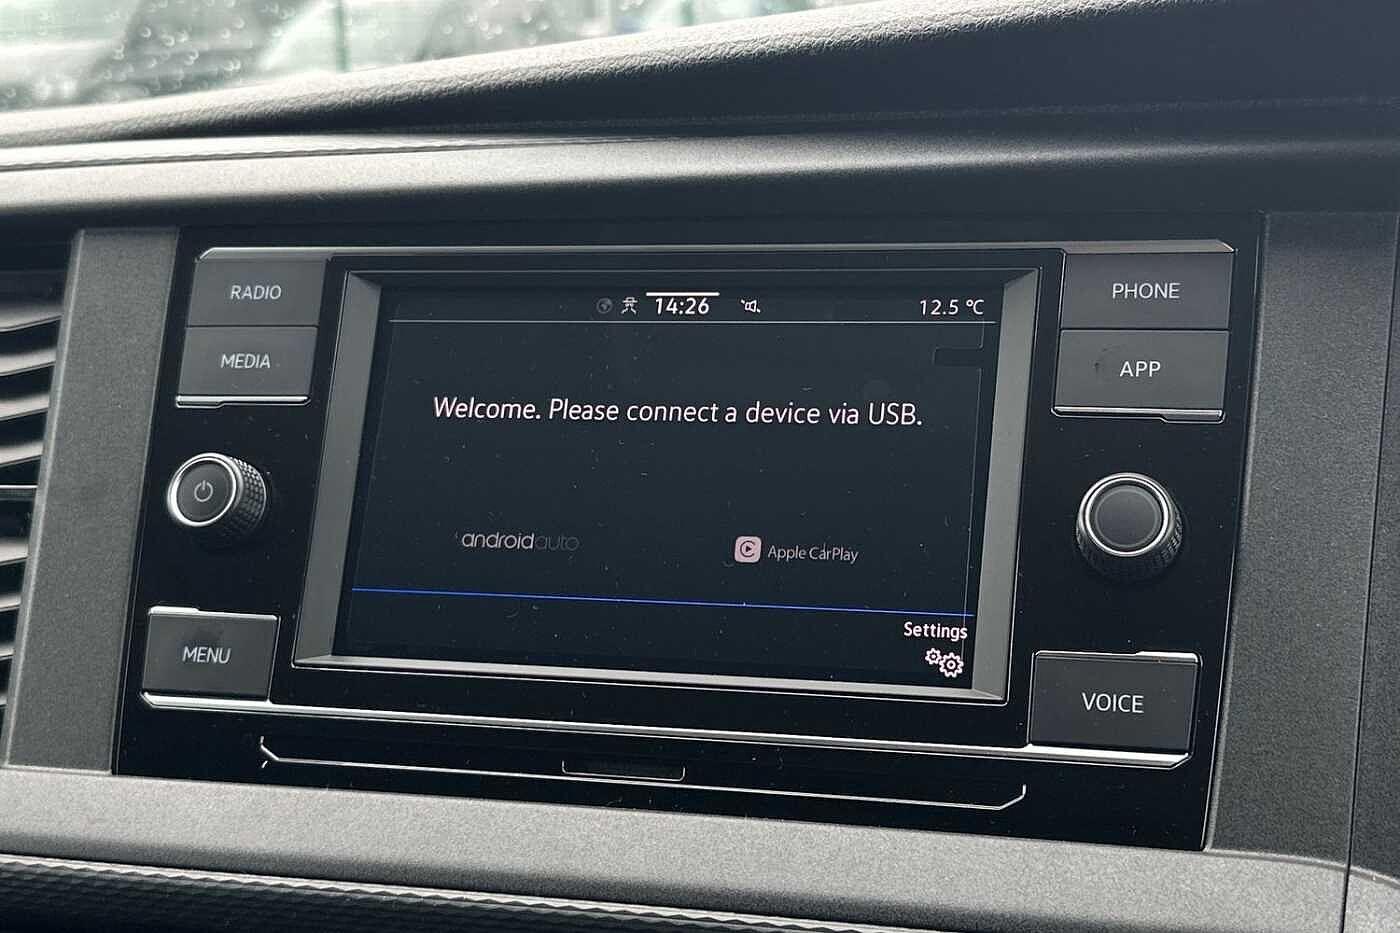 RADIO
MEDIA
MENU
14:26
12.5 °C
Welcome. Please connect a device via USB.
androidauto
Apple CarPlay
Settings
PHONE
APP
VOICE